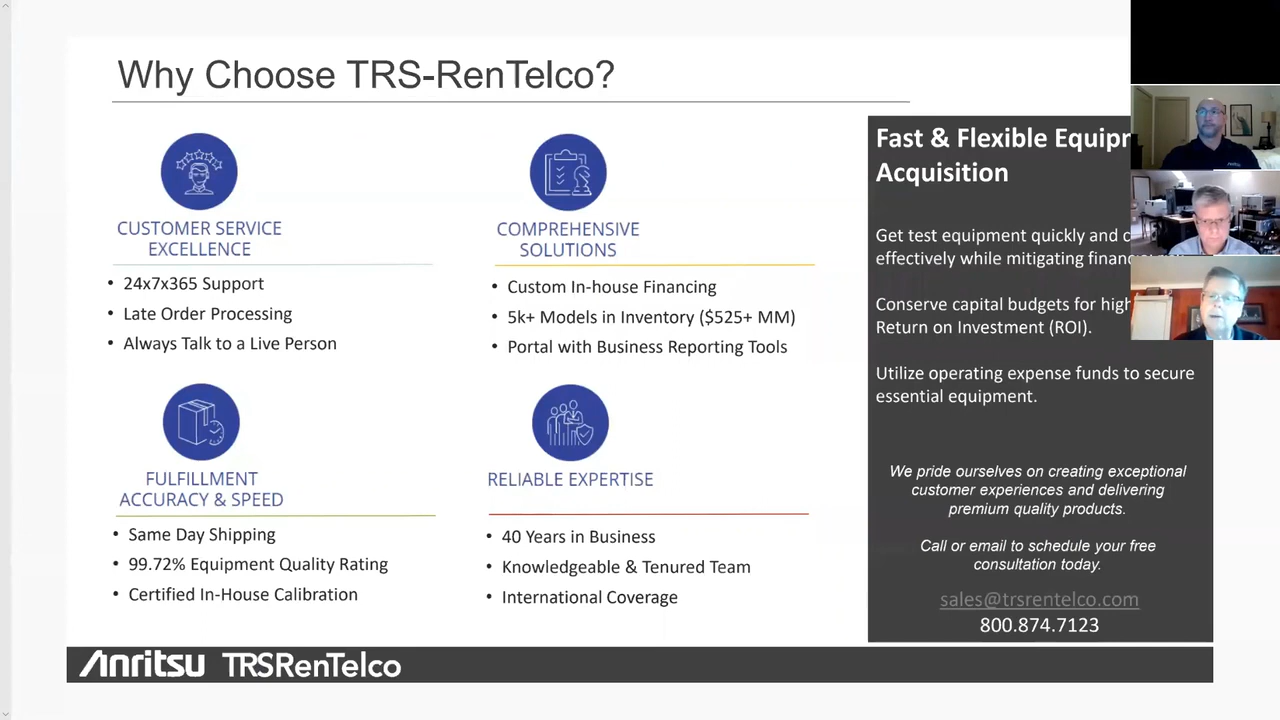 Why Choose TRS-RenTelco?
CUSTOMER SERVICE
EXCELLENCE
• 24x7x365 Support
• Late Order Processing
• Always Talk to a Live Person
COMPREHENSIVE
SOLUTIONS
• Custom In-house Financing
• 5k+ Models in Inventory ($525+ MM)
• Portal with Business Reporting Tools
FULFILLMENT
ACCURACY & SPEED
• Same Day Shipping
• 99.72% Equipment Quality Rating
• Certified In-House Calibration
RELIABLE EXPERTISE
• 40 Years in Business
• Knowledgeable & Tenured Team
• International Coverage
Fast & Flexible
Acquisition
Get test equipment quickly and
effectively while mitigating
Conserve capital budgets for
Return on Investment (ROI).
Utilize operating expense funds to secure
essential equipment.
We pride ourselves on creating exceptional
customer experiences and delivering
premium quality products.
Call or email to schedule your free
consultation today.
sales@trsrentelco.com
800.874.7123
Anritsu TRSRenTelco